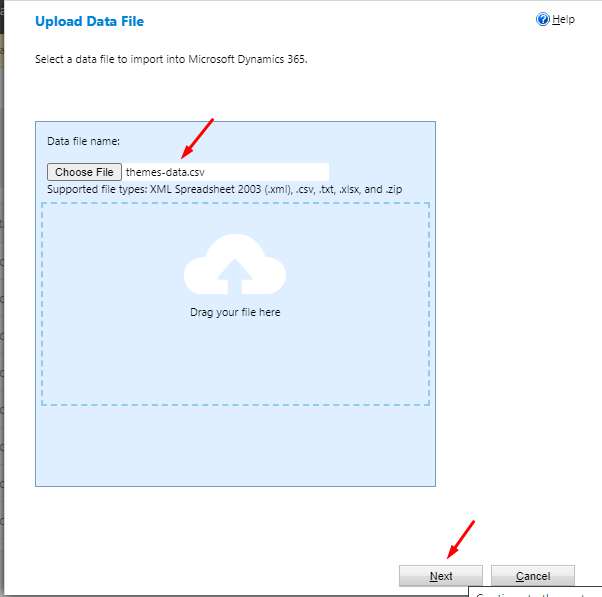 Upload Data File
Help
Select a data file to import into Microsoft Dynamics 365.
Data file name:
Choose File themes-data.csv
Supported file types: XML Spreadsheet 2003 (.xml), .csv, .txt, .xlsx, and .zip
Drag your file here
Next Cancel